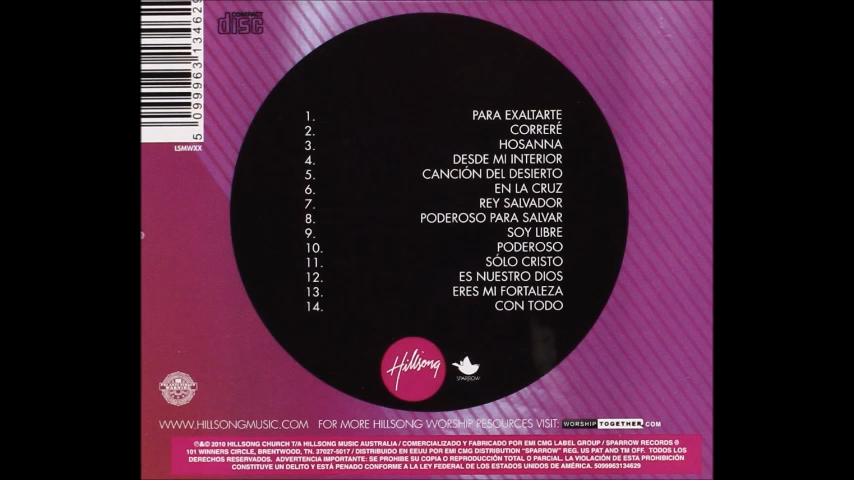 COMPACT
disc
5 099963 134629
LSMWXX
1. PARA EXALTARTE
2. CORRERÉ
3. HOSANNA
4. DESDE MI INTERIOR
5. CANCIÓN DEL DESIERTO
6. EN LA CRUZ
7. REY SALVADOR
8. PODEROSO PARA SALVAR
9. SOY LIBRE
10. PODEROSO
11. SÓLO CRISTO
12. ES NUESTRO DIOS
13. ERES MI FORTALEZA
14. CON TODO
Hillsong
SPARROW
WWW.HILLSONGMUSIC.COM FOR MORE HILLSONG WORSHIP RESOURCES VISIT: WORSHIP TOGETHER.COM
℗&© 2010 HILLSONG CHURCH T/A HILLSONG MUSIC AUSTRALIA / COMERCIALIZADO Y FABRICADO POR EMI CMG LABEL GROUP / SPARROW RECORDS ®
101 WINNERS CIRCLE, BRENTWOOD, TN. 37027-5017 / DISTRIBUIDO EN EEUU POR EMI CMG DISTRIBUTION "SPARROW" REG. US PAT AND TM OFF. TODOS LOS
DERECHOS RESERVADOS. ADVERTENCIA IMPORTANTE: SE PROHIBE SU COPIA O REPRODUCCIÓN TOTAL O PARCIAL. LA VIOLACIÓN DE ESTA PROHIBICIÓN
CONSTITUYE UN DELITO Y ESTÁ PENADO CONFORME A LA LEY FEDERAL DE LOS ESTADOS UNIDOS DE AMÉRICA. 5099963134629